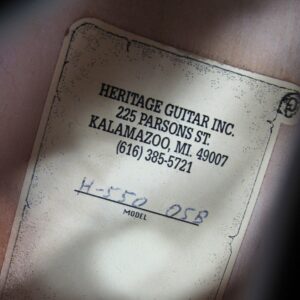 HERITAGE GUITAR INC.
225 PARSONS ST.
KALAMAZOO, MI. 49007
(616) 385-5721
H-550 OSB
MODEL